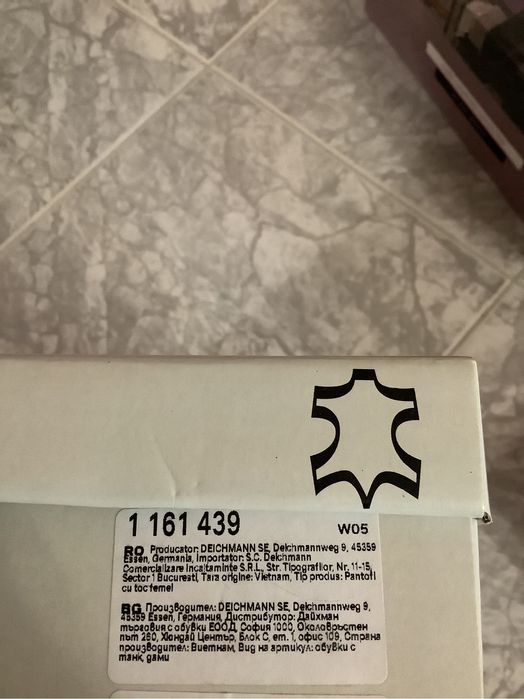 1 161 439
W05
RO Producator: DEICHMANN SE, Deichmannweg 9, 45359
Essen, Germania, Importator: S.C. Deichmann
Comercializare Incaltaminte S.R.L., Str. Tipografilor, Nr. 11-15,
Sector 1 Bucuresti, Tara origine: Vietnam, Tip produs: Pantofi
cu toc femei
BG Производител: DEICHMANN SE, Deichmannweg 9,
45359 Essen, Германия, Дистрибутор: Дайхман
търговия с обувки ЕООД, София 1000, Околовръстен
път 260, Хюндай Център, Блок С, ет. 1, офис 109, Страна
производител: Виетнам, Вид на артикул: обувки с
танк, дами